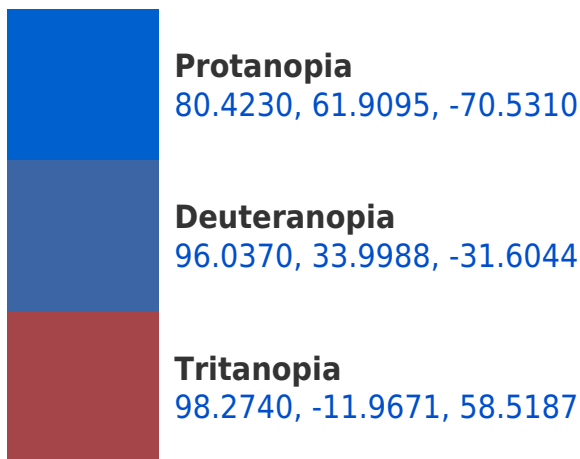 Protanopia
80.4230, 61.9095, -70.5310
Deuteranopia
96.0370, 33.9988, -31.6044
Tritanopia
98.2740, -11.9671, 58.5187